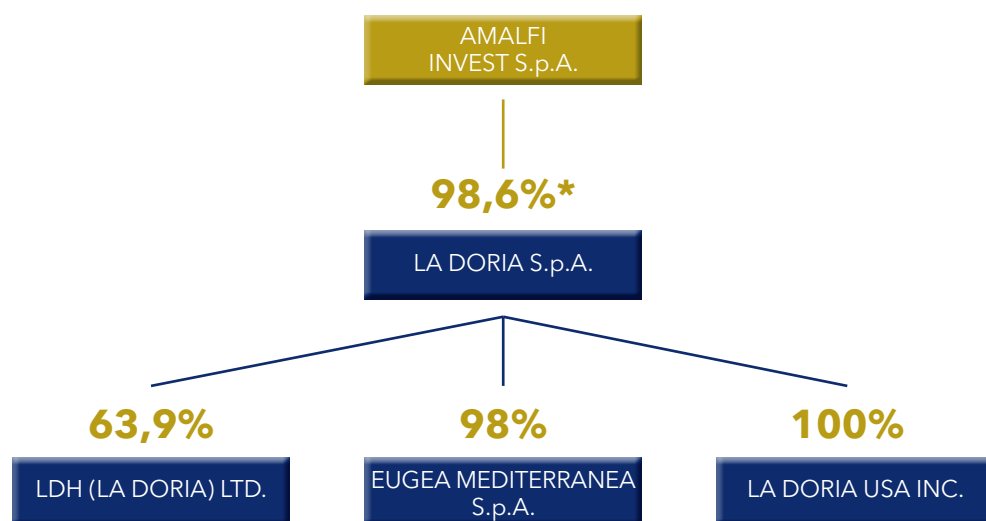 AMALFI
INVEST S.p.A.
98,6%*
LA DORIA S.p.A.
63,9%
98%
100%
LDH (LA DORIA) LTD.
EUGEA MEDITERRANEA
S.p.A.
LA DORIA USA INC.